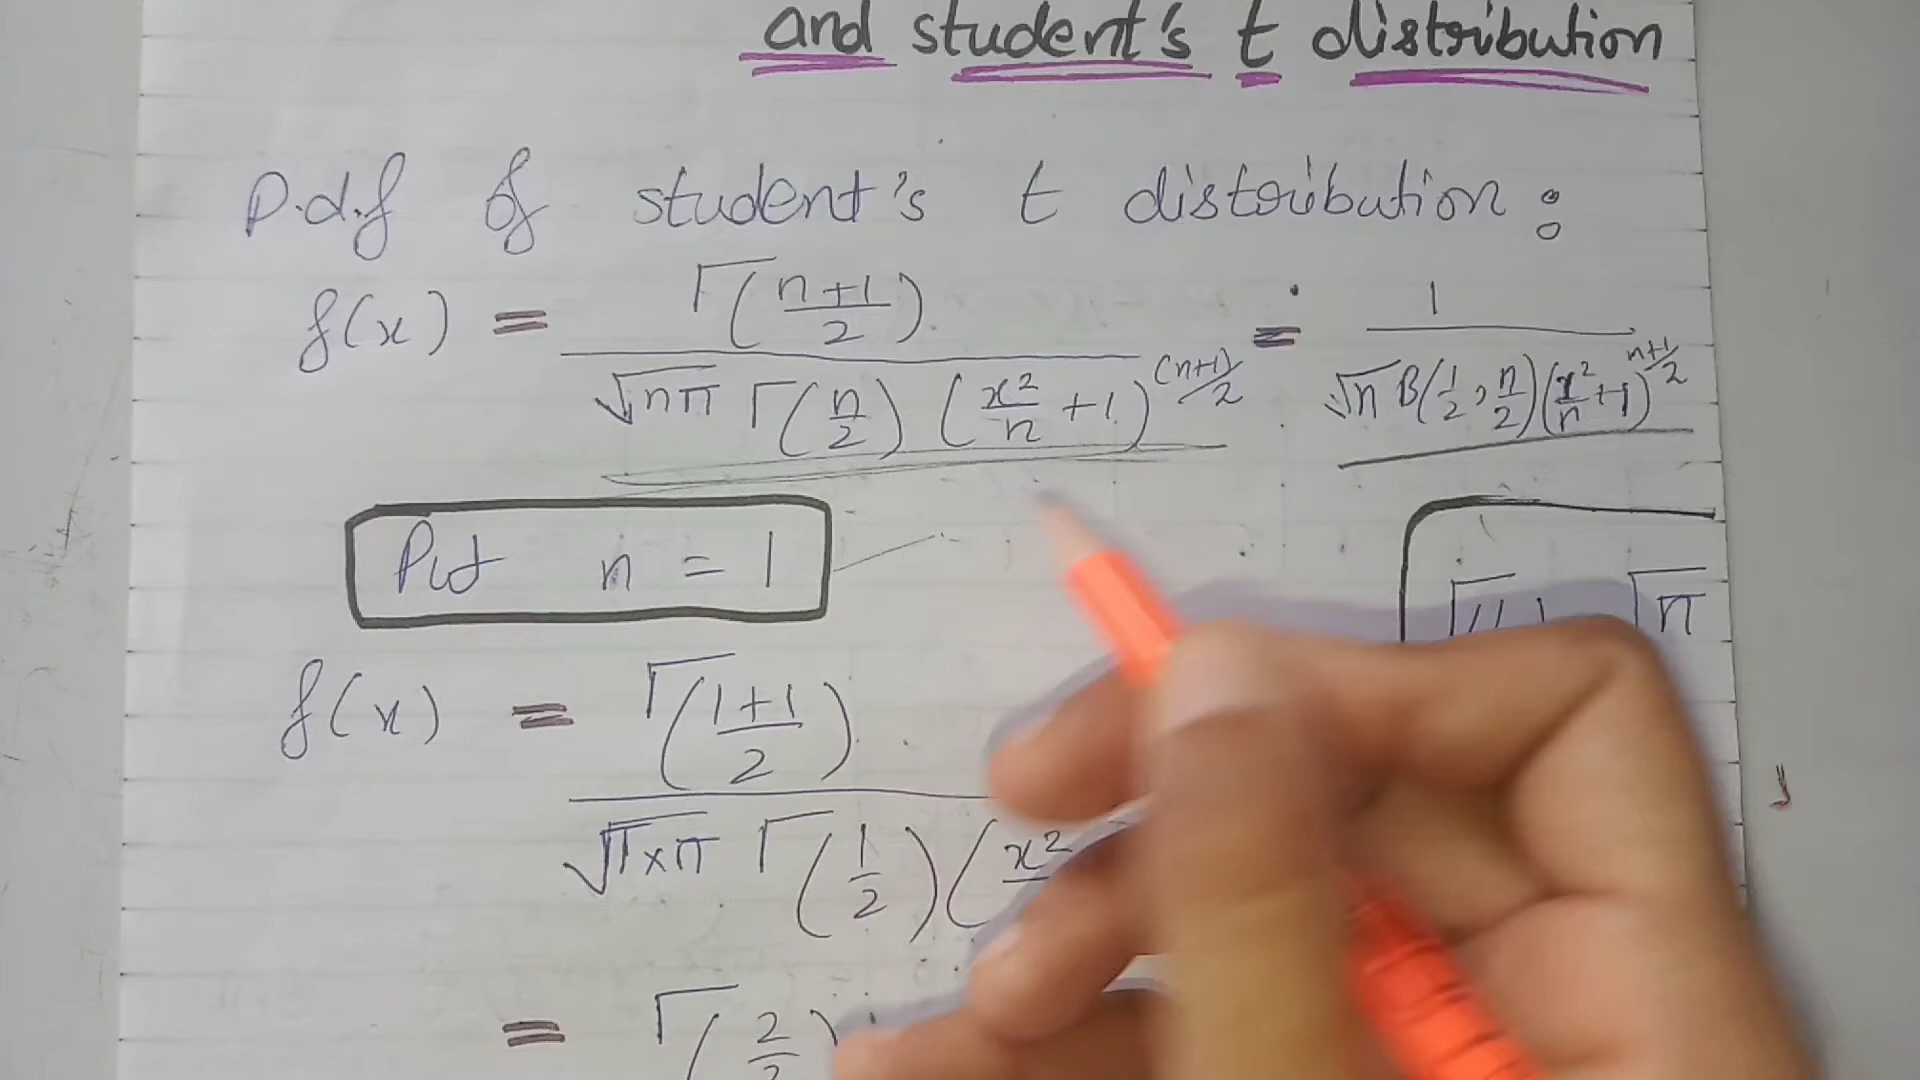 and student's t distribution
P.d.f of student's t distribution :
f(x) = Γ((n+1)/2) / (√nπ Γ(n/2) (x²/n + 1)^((n+1)/2)) = 1 / (√n B(1/2, n/2) (x²/n + 1)^(n+1/2))
Put n = 1
f(x) = Γ((1+1)/2) / (√1×π Γ(1/2) (x²
√π
= Γ(2/2)